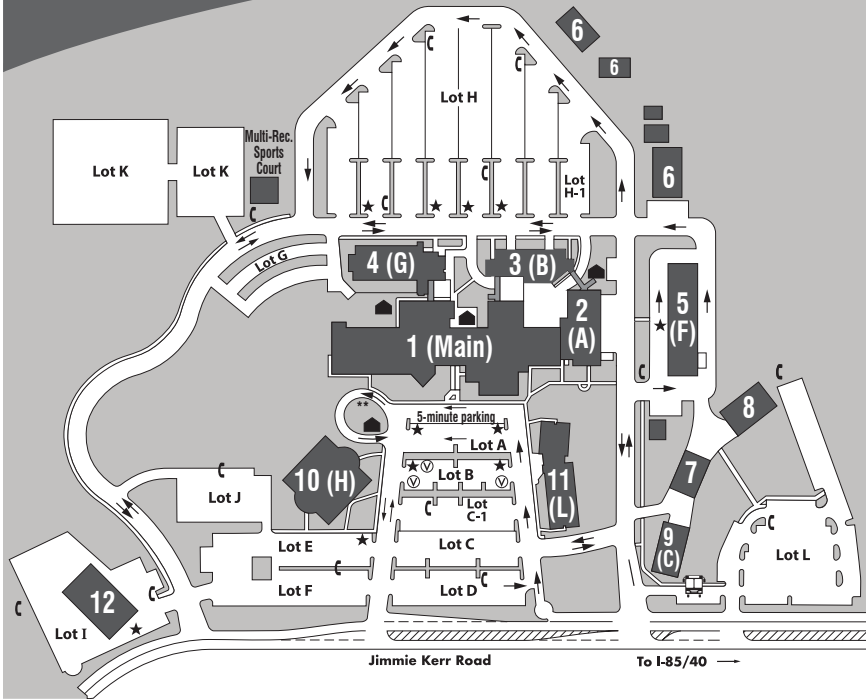 6
6
Lot H
Multi-Rec.
Sports
Court
Lot K
Lot K
6
Lot
H-1
Lot G
4 (G)
3 (B)
2
(A)
5
(F)
1 (Main)
**
5-minute parking
8
Lot A
10 (H)
V
Lot B
V
11
(L)
7
Lot J
Lot
C-1
Lot E
Lot C
9
(C)
Lot L
12
Lot F
Lot D
Lot I
Jimmie Kerr Road
To I-85/40